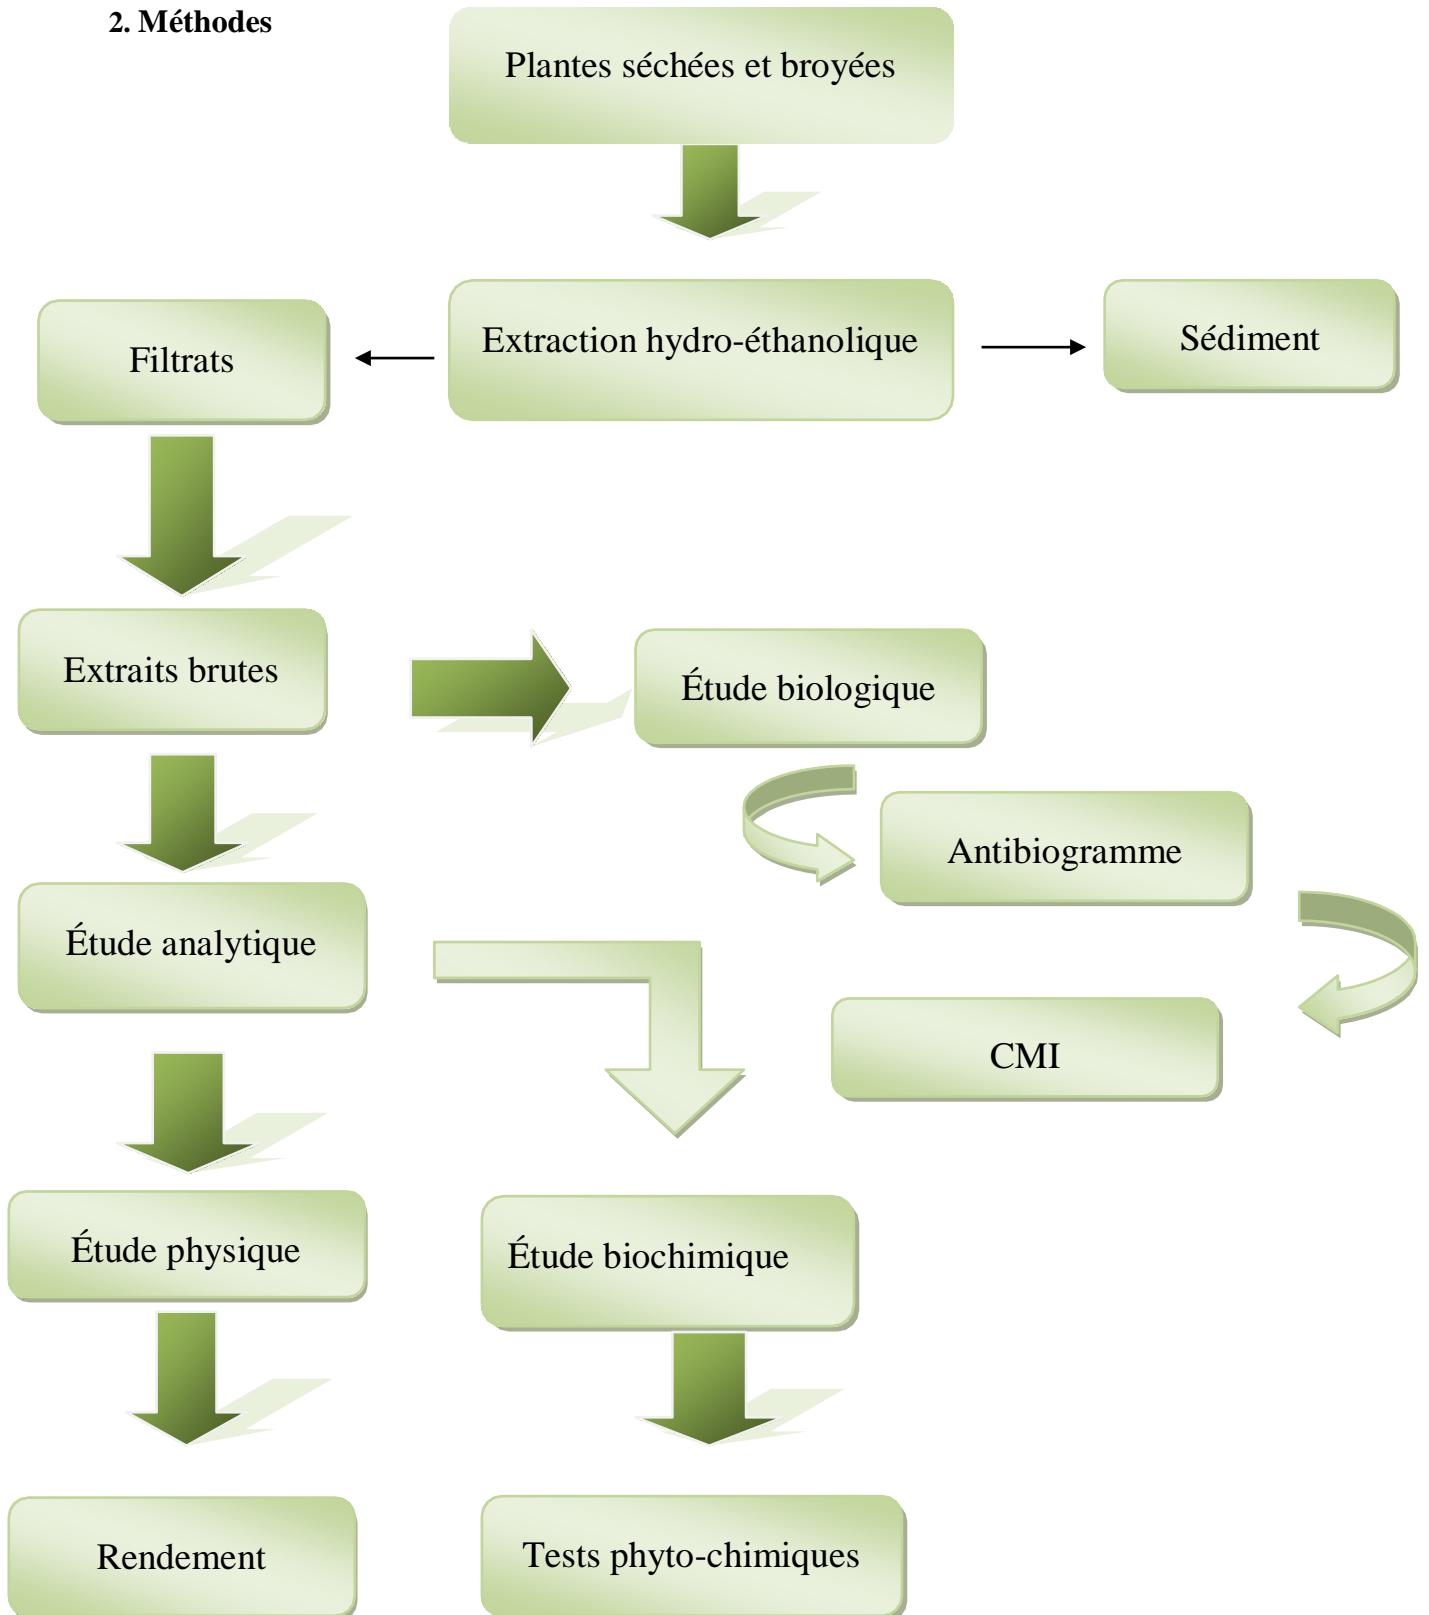 2. Méthodes
Plantes séchées et broyées
Filtrats
Extraction hydro-éthanolique
Sédiment
Extraits brutes
Étude biologique
Antibiogramme
Étude analytique
CMI
Étude physique
Étude biochimique
Rendement
Tests phyto-chimiques